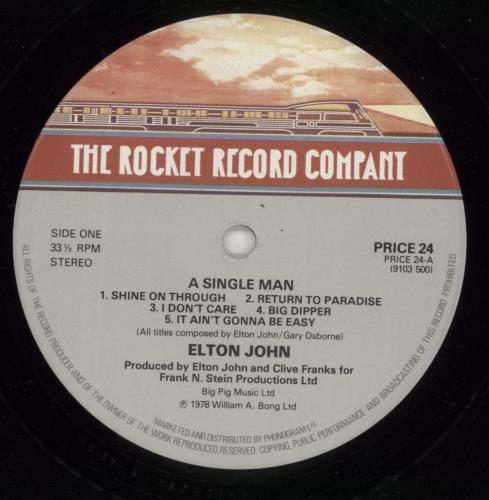 THE ROCKET RECORD COMPANY
SIDE ONE
33⅓ RPM
STEREO
PRICE 24
PRICE 24-A
(9103 500)
A SINGLE MAN
1. SHINE ON THROUGH 2. RETURN TO PARADISE
3. I DON'T CARE 4. BIG DIPPER
5. IT AIN'T GONNA BE EASY
(All titles composed by Elton John/Gary Osborne)
ELTON JOHN
Produced by Elton John and Clive Franks for
Frank N. Stein Productions Ltd
Big Pig Music Ltd
℗ 1978 William A. Bong Ltd
MARKETED AND DISTRIBUTED BY PHONOGRAM LTD
ALL RIGHTS OF THE RECORD PRODUCER AND OF THE OWNER OF THE WORK REPRODUCED RESERVED. COPYING, PUBLIC PERFORMANCE AND BROADCASTING OF THIS RECORD PROHIBITED